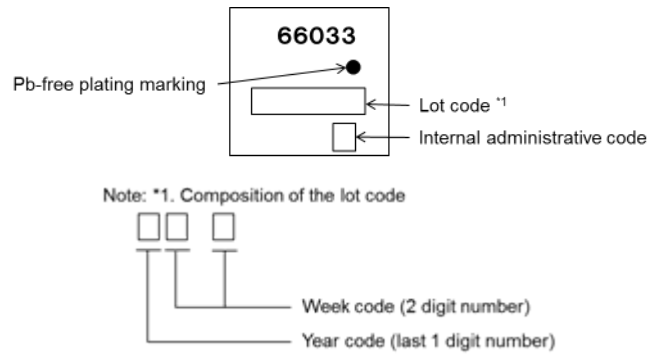 66033
Pb-free plating marking
Lot code *1
Internal administrative code
Note: *1. Composition of the lot code
Week code (2 digit number)
Year code (last 1 digit number)